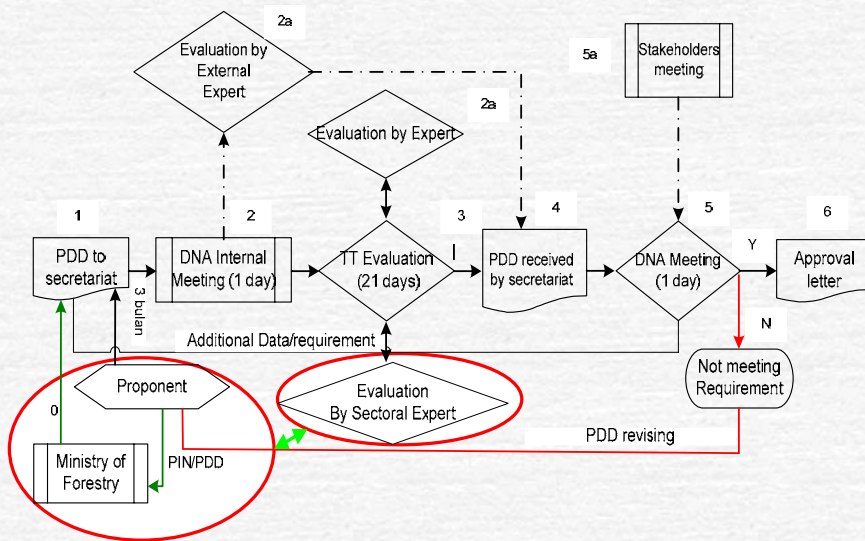 2a
Evaluation by
External
Expert
5a
Stakeholders
meeting
2a
Evaluation by Expert
1
2
3
4
5
6
PDD to
secretariat
DNA Internal
Meeting (1 day)
TT Evaluation
(21 days)
PDD received
by secretariat
DNA Meeting
(1 day)
Y
Approval
letter
3 bulan
Additional Data/requirement
N
Not meeting
Requirement
0
Proponent
Evaluation
By Sectoral Expert
PDD revising
PIN/PDD
Ministry of
Forestry